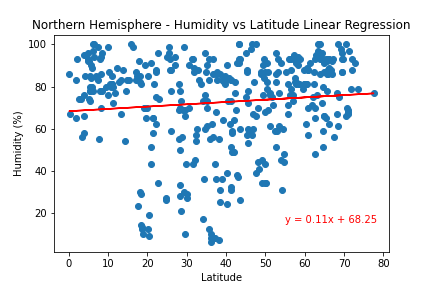 Northern Hemisphere - Humidity vs Latitude Linear Regression
100
80
60
40
20
Humidity (%)
y = 0.11x + 68.25
0 10 20 30 40 50 60 70 80
Latitude